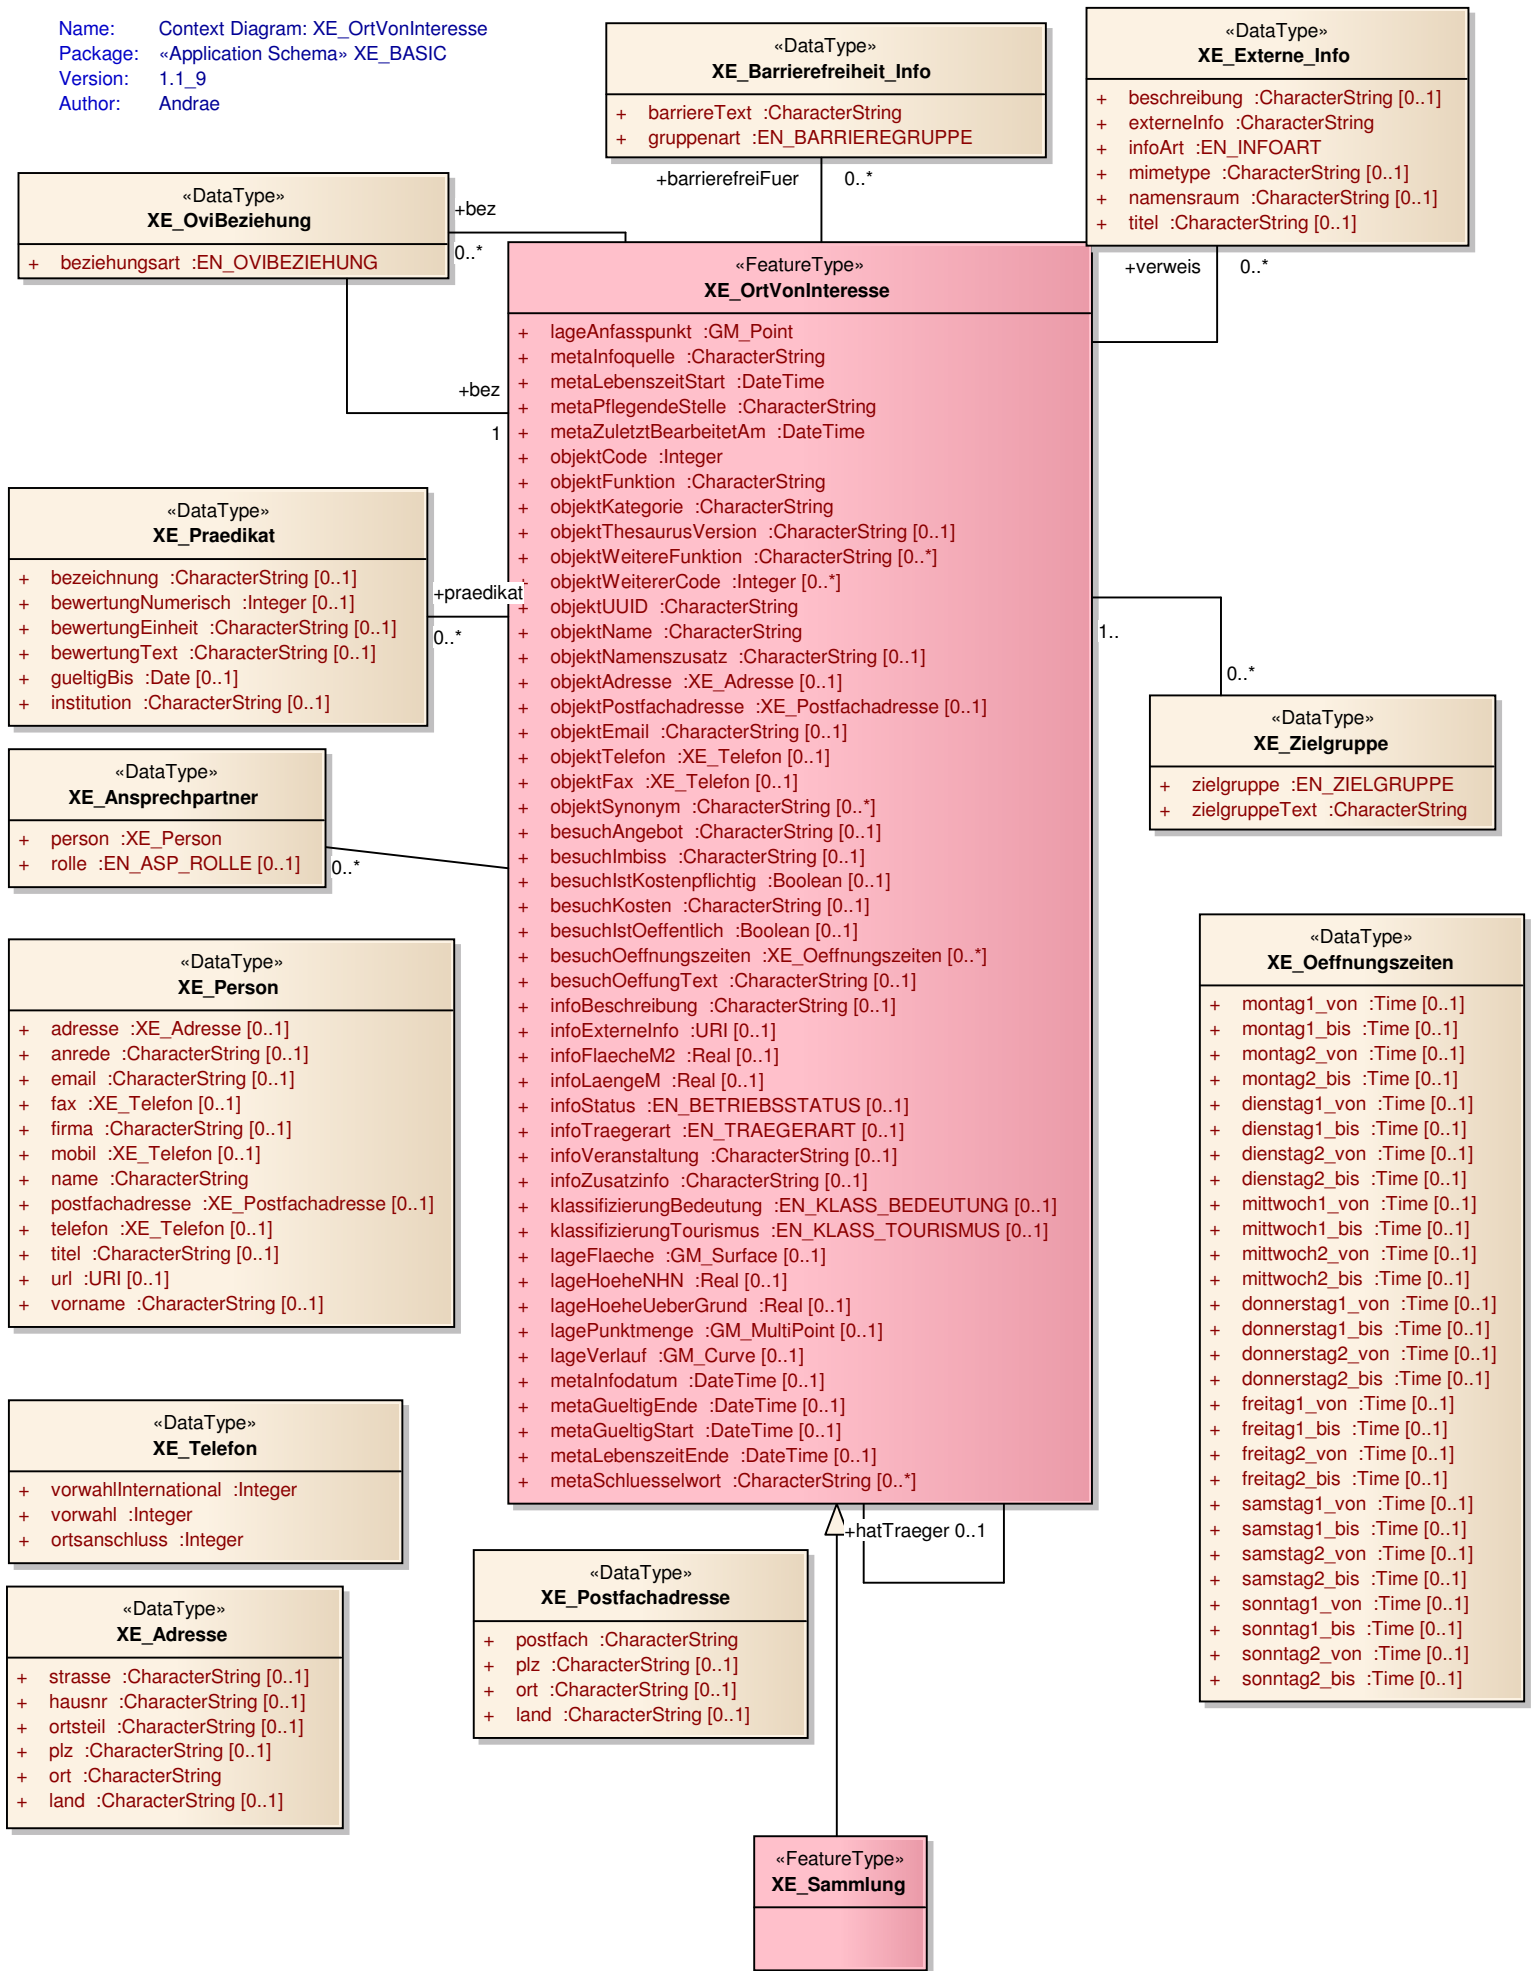 Name: Context Diagram: XE_OrtVonInteresse
Package: «Application Schema» XE_BASIC
Version: 1.1_9
Author: Andrae
«DataType»
XE_Barrierefreiheit_Info
+ barriereText :CharacterString
+ gruppenart :EN_BARRIEREGRUPPE
+barrierefreiFuer 0..*
«DataType»
XE_Externe_Info
+ beschreibung :CharacterString [0..1]
+ externeInfo :CharacterString
+ infoArt :EN_INFOART
+ mimetype :CharacterString [0..1]
+ namensraum :CharacterString [0..1]
+ titel :CharacterString [0..1]
+verweis 0..*
«DataType»
XE_OviBeziehung
+ beziehungsart :EN_OVIBEZIEHUNG
+bez
0..*
+bez
1
«FeatureType»
XE_OrtVonInteresse
+ lageAnfasspunkt :GM_Point
+ metaInfoquelle :CharacterString
+ metaLebenszeitStart :DateTime
+ metaPflegendeStelle :CharacterString
+ metaZuletztBearbeitetAm :DateTime
+ objektCode :Integer
+ objektFunktion :CharacterString
+ objektKategorie :CharacterString
+ objektThesaurusVersion :CharacterString [0..1]
+ objektWeitereFunktion :CharacterString [0..*]
+ objektWeitererCode :Integer [0..*]
+ objektUUID :CharacterString
+ objektName :CharacterString
+ objektNamenszusatz :CharacterString [0..1]
+ objektAdresse :XE_Adresse [0..1]
+ objektPostfachadresse :XE_Postfachadresse [0..1]
+ objektEmail :CharacterString [0..1]
+ objektTelefon :XE_Telefon [0..1]
+ objektFax :XE_Telefon [0..1]
+ objektSynonym :CharacterString [0..*]
+ besuchAngebot :CharacterString [0..1]
+ besuchImbiss :CharacterString [0..1]
+ besuchIstKostenpflichtig :Boolean [0..1]
+ besuchKosten :CharacterString [0..1]
+ besuchIstOeffentlich :Boolean [0..1]
+ besuchOeffnungszeiten :XE_Oeffnungszeiten [0..*]
+ besuchOeffungText :CharacterString [0..1]
+ infoBeschreibung :CharacterString [0..1]
+ infoExterneInfo :URI [0..1]
+ infoFlaecheM2 :Real [0..1]
+ infoLaengeM :Real [0..1]
+ infoStatus :EN_BETRIEBSSTATUS [0..1]
+ infoTraegerart :EN_TRAEGERART [0..1]
+ infoVeranstaltung :CharacterString [0..1]
+ infoZusatzinfo :CharacterString [0..1]
+ klassifizierungBedeutung :EN_KLASS_BEDEUTUNG [0..1]
+ klassifizierungTourismus :EN_KLASS_TOURISMUS [0..1]
+ lageFlaeche :GM_Surface [0..1]
+ lageHoeheNHN :Real [0..1]
+ lageHoeheUeberGrund :Real [0..1]
+ lagePunktmenge :GM_MultiPoint [0..1]
+ lageVerlauf :GM_Curve [0..1]
+ metaInfodatum :DateTime [0..1]
+ metaGueltigEnde :DateTime [0..1]
+ metaGueltigStart :DateTime [0..1]
+ metaLebenszeitEnde :DateTime [0..1]
+ metaSchluesselwort :CharacterString [0..*]
+hatTraeger 0..1
«DataType»
XE_Praedikat
+ bezeichnung :CharacterString [0..1]
+ bewertungNumerisch :Integer [0..1]
+ bewertungEinheit :CharacterString [0..1]
+ bewertungText :CharacterString [0..1]
+ gueltigBis :Date [0..1]
+ institution :CharacterString [0..1]
+praedikat
0..*
«DataType»
XE_Ansprechpartner
+ person :XE_Person
+ rolle :EN_ASP_ROLLE [0..1]
0..*
«DataType»
XE_Person
+ adresse :XE_Adresse [0..1]
+ anrede :CharacterString [0..1]
+ email :CharacterString [0..1]
+ fax :XE_Telefon [0..1]
+ firma :CharacterString [0..1]
+ mobil :XE_Telefon [0..1]
+ name :CharacterString
+ postfachadresse :XE_Postfachadresse [0..1]
+ telefon :XE_Telefon [0..1]
+ titel :CharacterString [0..1]
+ url :URI [0..1]
+ vorname :CharacterString [0..1]
«DataType»
XE_Telefon
+ vorwahlInternational :Integer
+ vorwahl :Integer
+ ortsanschluss :Integer
«DataType»
XE_Adresse
+ strasse :CharacterString [0..1]
+ hausnr :CharacterString [0..1]
+ ortsteil :CharacterString [0..1]
+ plz :CharacterString [0..1]
+ ort :CharacterString
+ land :CharacterString [0..1]
«DataType»
XE_Postfachadresse
+ postfach :CharacterString
+ plz :CharacterString [0..1]
+ ort :CharacterString [0..1]
+ land :CharacterString [0..1]
1..
0..*
«DataType»
XE_Zielgruppe
+ zielgruppe :EN_ZIELGRUPPE
+ zielgruppeText :CharacterString
«DataType»
XE_Oeffnungszeiten
+ montag1_von :Time [0..1]
+ montag1_bis :Time [0..1]
+ montag2_von :Time [0..1]
+ montag2_bis :Time [0..1]
+ dienstag1_von :Time [0..1]
+ dienstag1_bis :Time [0..1]
+ dienstag2_von :Time [0..1]
+ dienstag2_bis :Time [0..1]
+ mittwoch1_von :Time [0..1]
+ mittwoch1_bis :Time [0..1]
+ mittwoch2_von :Time [0..1]
+ mittwoch2_bis :Time [0..1]
+ donnerstag1_von :Time [0..1]
+ donnerstag1_bis :Time [0..1]
+ donnerstag2_von :Time [0..1]
+ donnerstag2_bis :Time [0..1]
+ freitag1_von :Time [0..1]
+ freitag1_bis :Time [0..1]
+ freitag2_von :Time [0..1]
+ freitag2_bis :Time [0..1]
+ samstag1_von :Time [0..1]
+ samstag1_bis :Time [0..1]
+ samstag2_von :Time [0..1]
+ samstag2_bis :Time [0..1]
+ sonntag1_von :Time [0..1]
+ sonntag1_bis :Time [0..1]
+ sonntag2_von :Time [0..1]
+ sonntag2_bis :Time [0..1]
«FeatureType»
XE_Sammlung